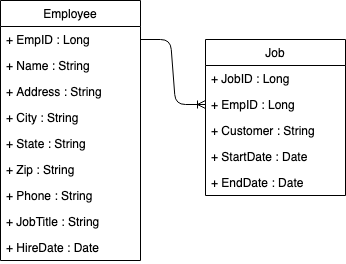 Employee
+ EmpID : Long
+ Name : String
+ Address : String
+ City : String
+ State : String
+ Zip : String
+ Phone : String
+ JobTitle : String
+ HireDate : Date
Job
+ JobID : Long
+ EmpID : Long
+ Customer : String
+ StartDate : Date
+ EndDate : Date